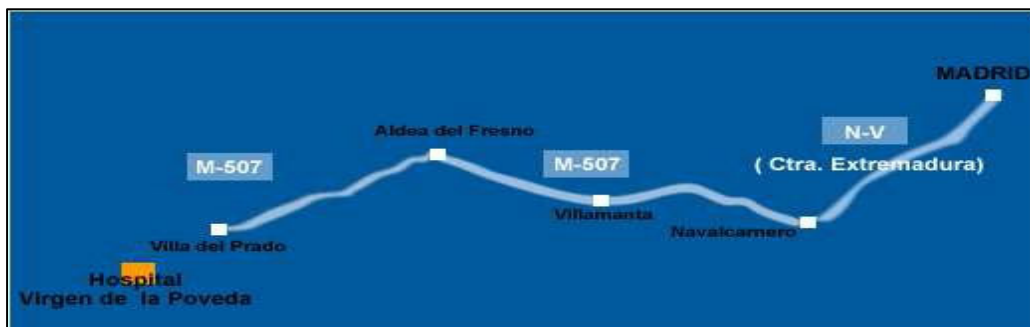 MADRID
N-V
Aldea del Fresno
M-507
M-507
( Ctra. Extremadura)
Villamanta
Navalcarnero
Villa del Prado
Hospital
Virgen de la Poveda